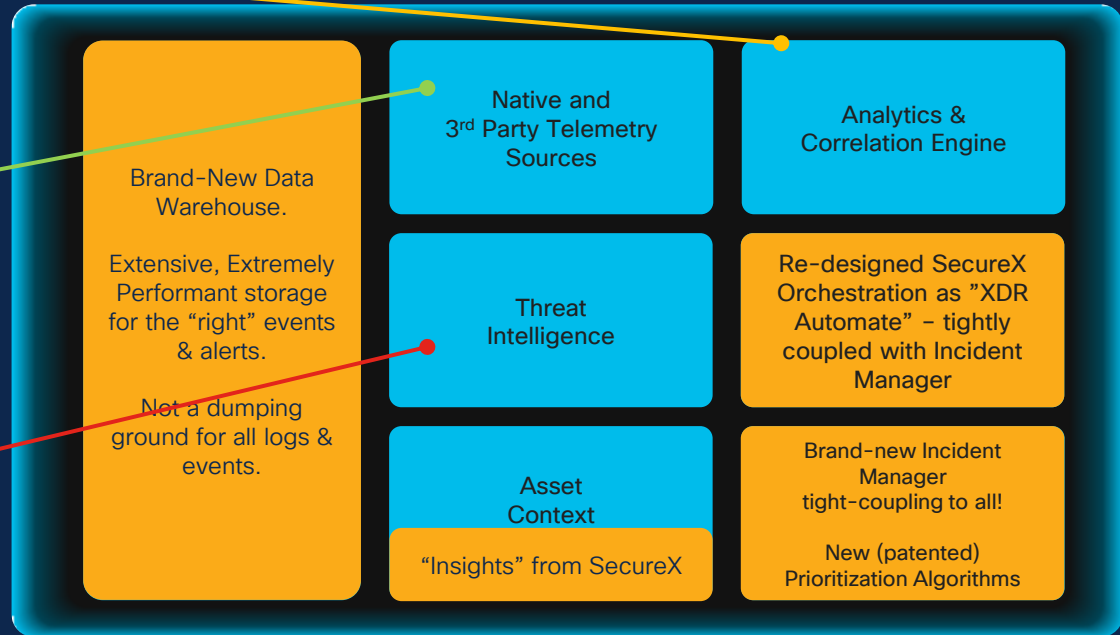 Brand-New Data
Warehouse.
Extensive, Extremely
Performant storage
for the “right” events
& alerts.
Not a dumping
ground for all logs &
events.
Native and
3rd Party Telemetry
Sources
Analytics &
Correlation Engine
Threat
Intelligence
Re-designed SecureX
Orchestration as ”XDR
Automate” – tightly
coupled with Incident
Manager
Asset
Context
“Insights” from SecureX
Brand-new Incident
Manager
tight-coupling to all!
New (patented)
Prioritization Algorithms